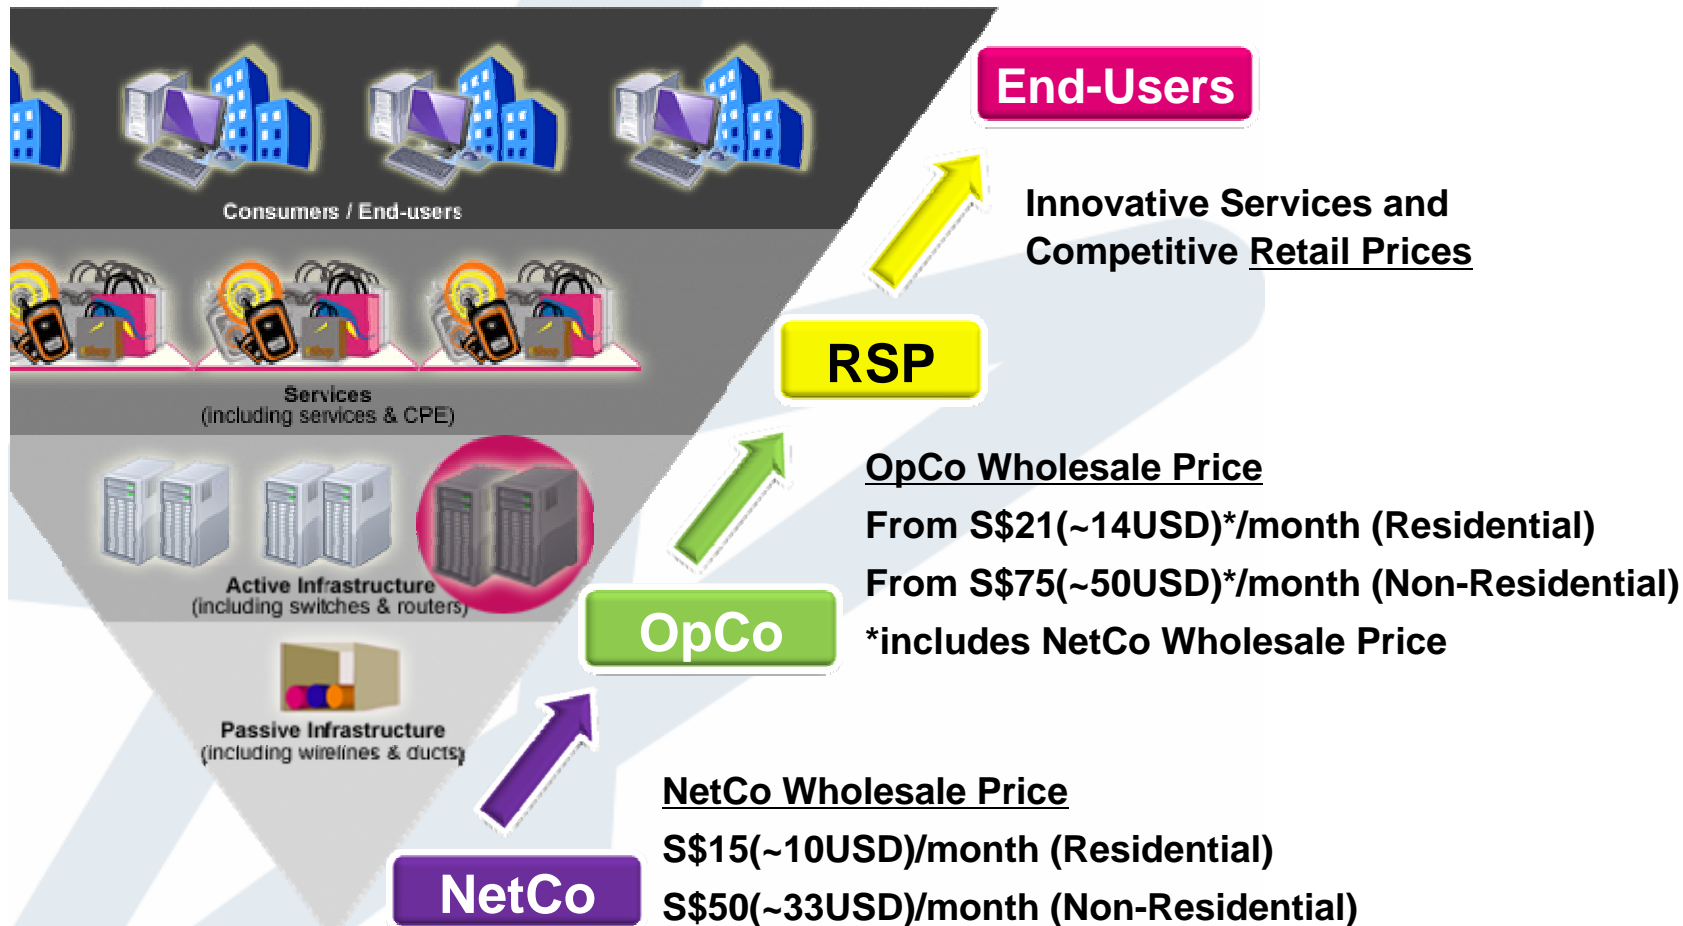 End-Users
Consumers / End-users
Innovative Services and
Competitive Retail Prices
RSP
Services
(including services & CPE)
OpCo Wholesale Price
From S$21(~14USD)*/month (Residential)
From S$75(~50USD)*/month (Non-Residential)
*includes NetCo Wholesale Price
Active Infrastructure
(including switches & routers)
OpCo
Passive Infrastructure
(including wirelines & ducts)
NetCo Wholesale Price
S$15(~10USD)/month (Residential)
S$50(~33USD)/month (Non-Residential)
NetCo